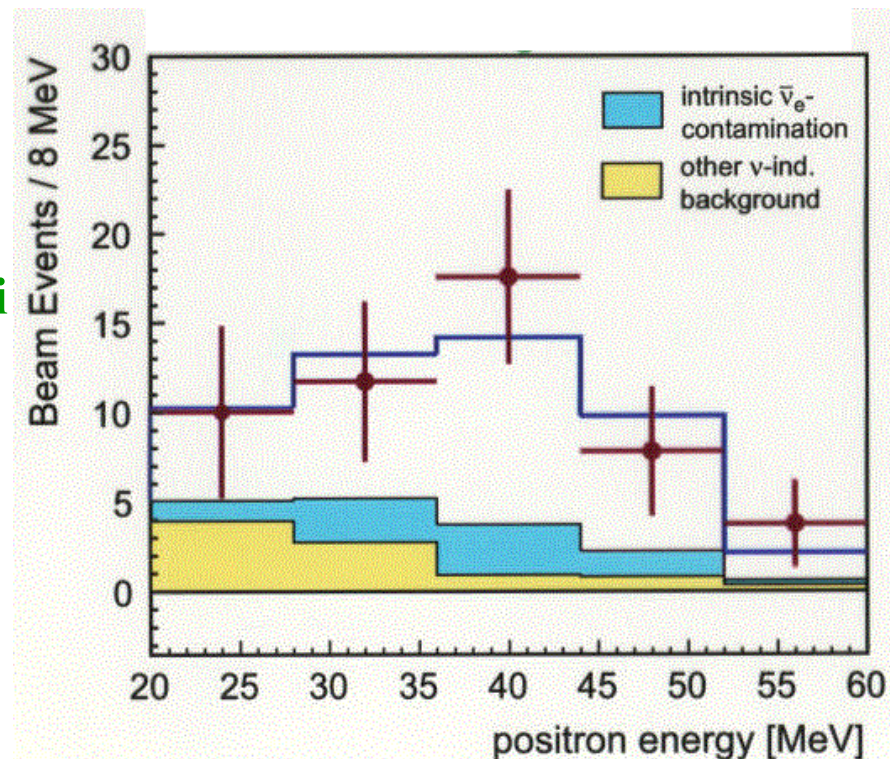 30
25
20
15
10
5
0
Beam Events / 8 MeV
i
intrinsic ν̄e-
contamination
other ν-ind.
background
20 25 30 35 40 45 50 55 60
positron energy [MeV]